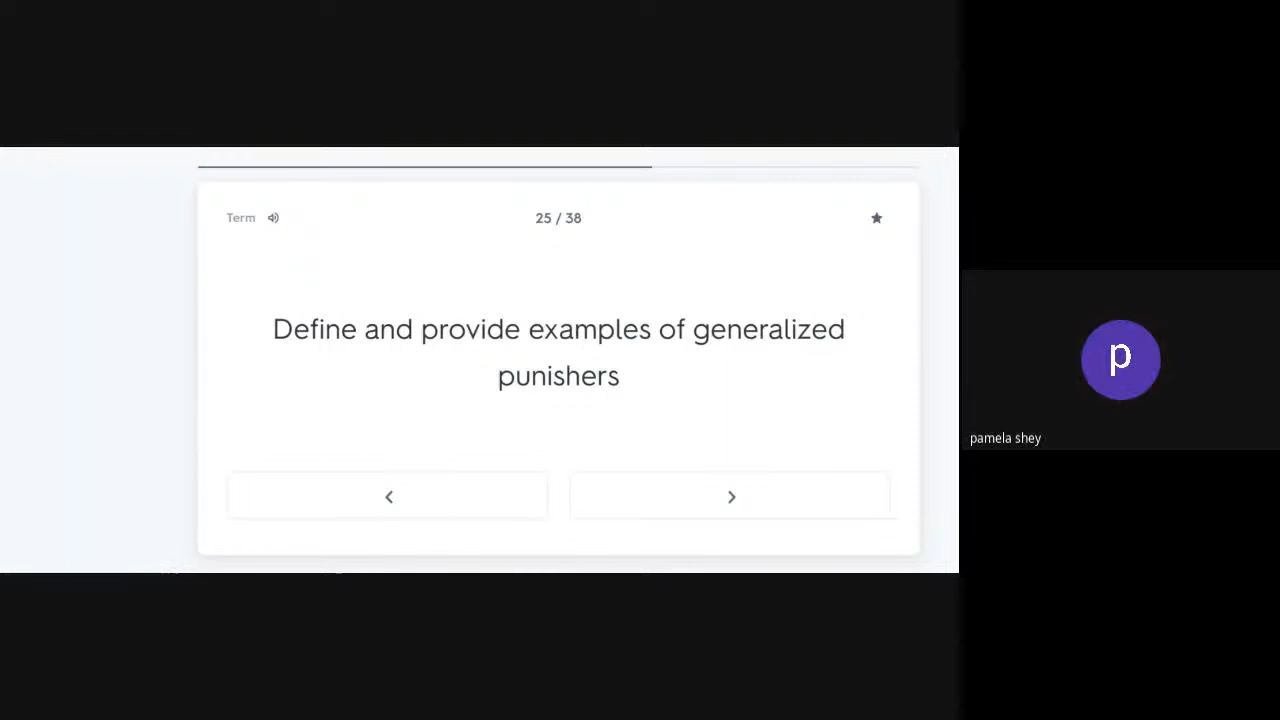 Term
25 / 38
Define and provide examples of generalized
punishers
p
pamela shey